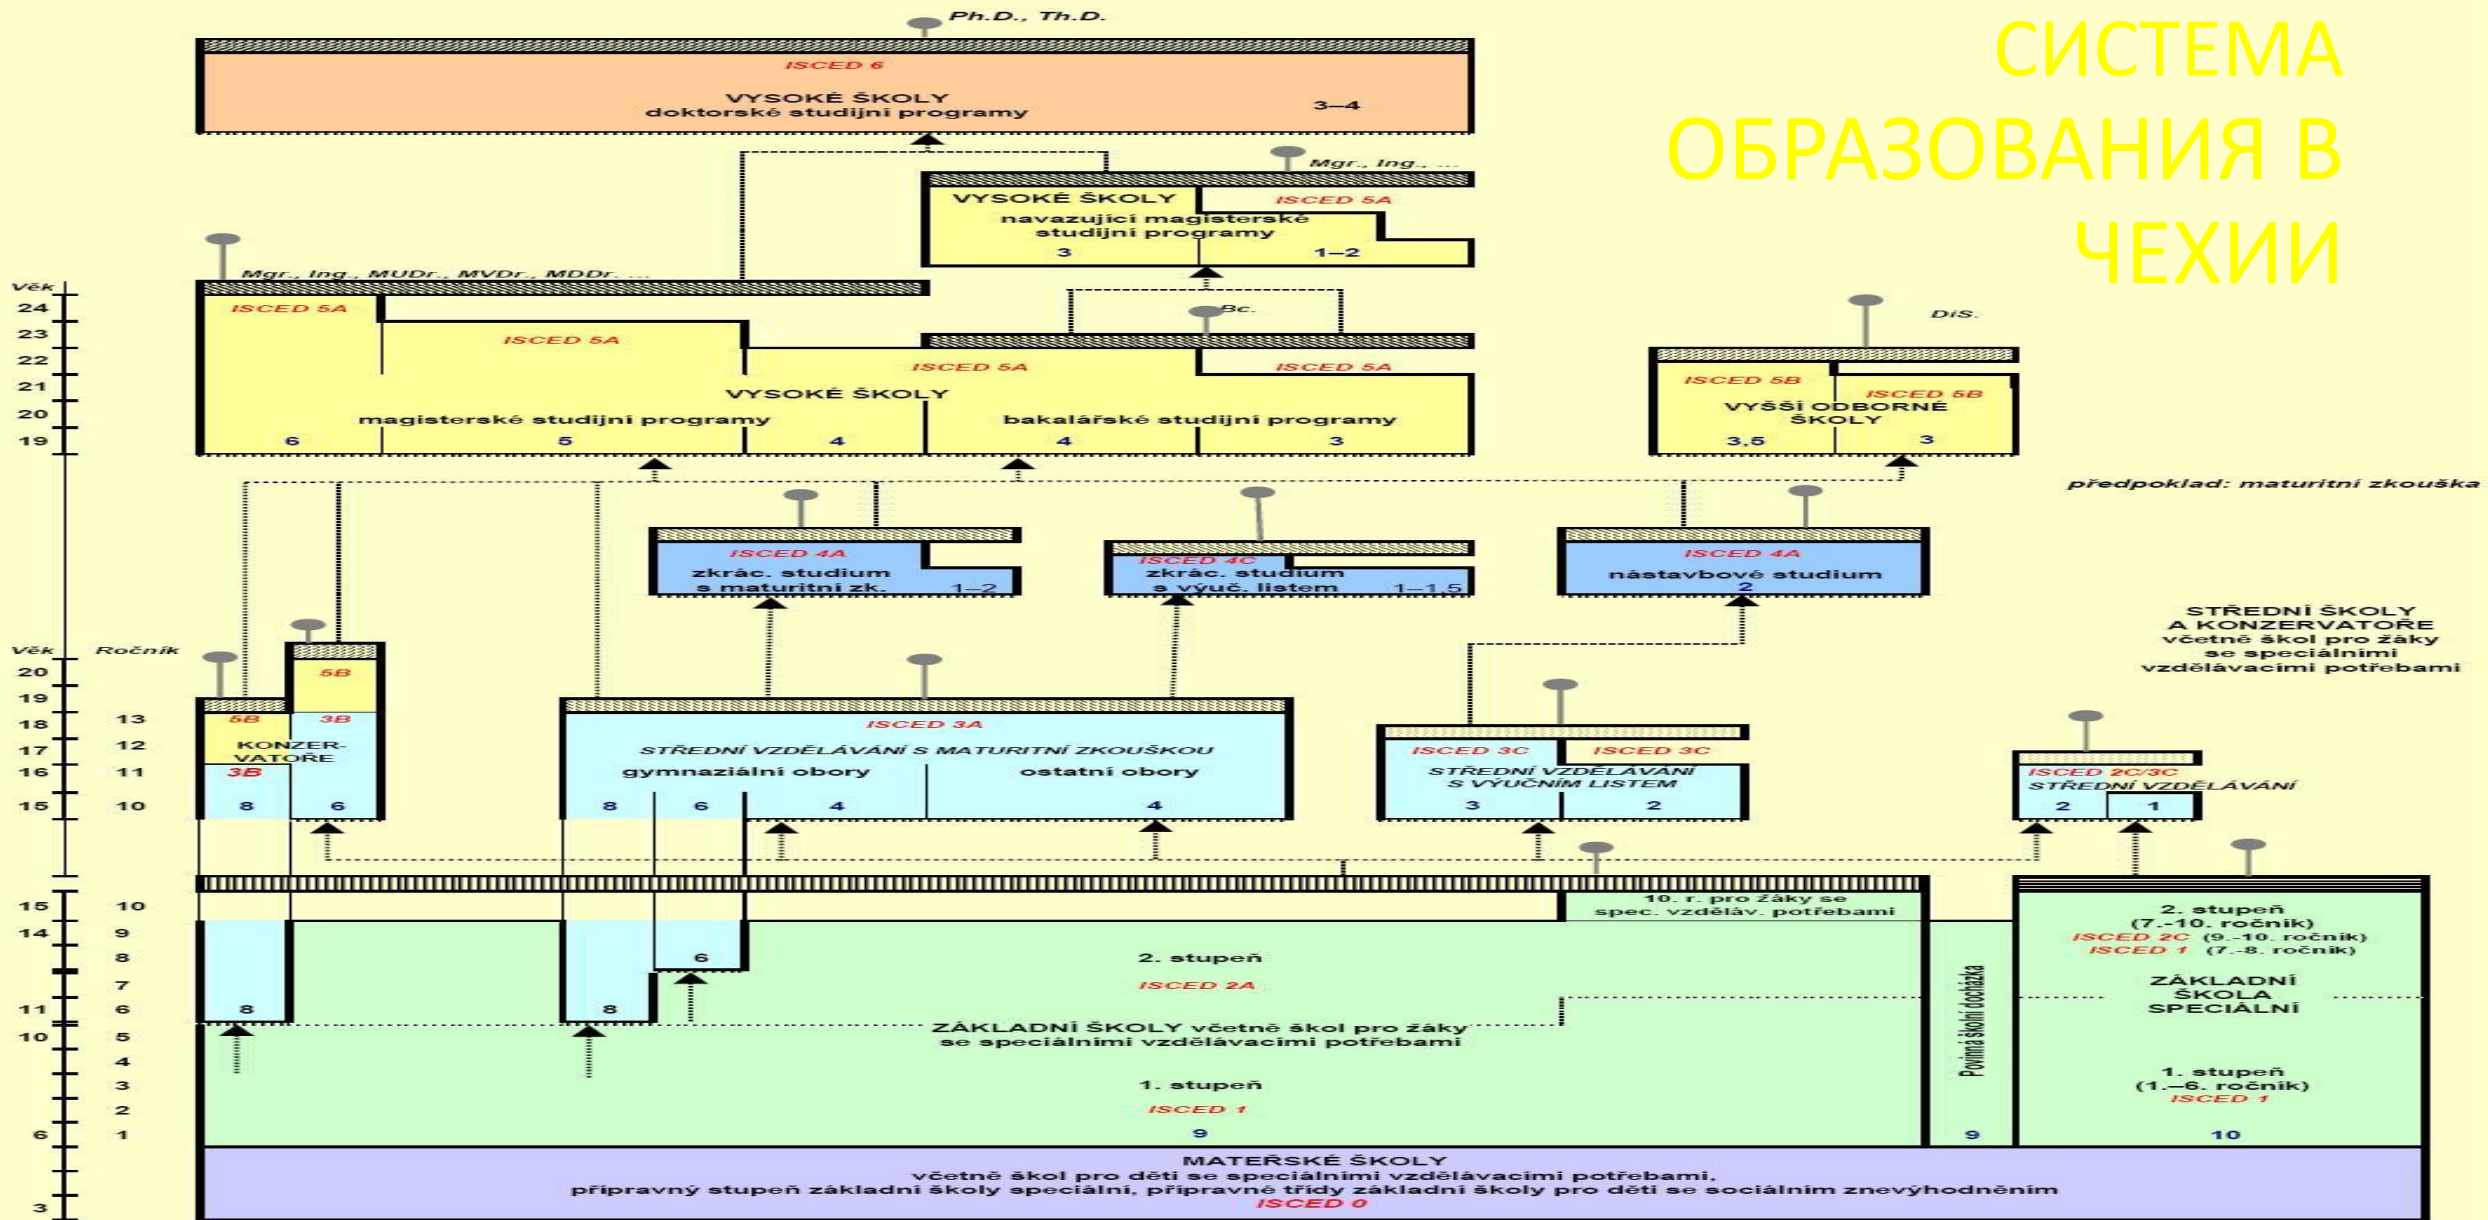 СИСТЕМА
ОБРАЗОВАНИЯ В
ЧЕХИИ
Ph.D., Th.D.
ISCED 6
VYSOKÉ ŠKOLY
doktorské studijní programy
3–4
Mgr., Ing., ...
VYSOKÉ ŠKOLY
ISCED 5A
navazující magisterské
studijní programy
3
1–2
Mgr., Ing., MUDr., MVDr., MDDr. ...
Bc.
DiS.
Věk
24
23
22
21
20
19
ISCED 5A
ISCED 5A
ISCED 5A
ISCED 5A
VYSOKÉ ŠKOLY
magisterské studijní programy
bakalářské studijní programy
6
5
4
4
3
ISCED 5B
ISCED 5B
VYŠŠÍ ODBORNÉ
ŠKOLY
3,5
3
předpoklad: maturitní zkouška
ISCED 4A
zkrác. studium
s maturitní zk.
1–2
ISCED 4C
zkrác. studium
s výuč. listem
1–1,5
ISCED 4A
nástavbové studium
2
STŘEDNÍ ŠKOLY
A KONZERVATOŘE
včetně škol pro žáky
se speciálními
vzdělávacími potřebami
Věk
Ročník
20
19
18
13
17
12
16
11
15
10
5B
5B
3B
KONZER-
VATOŘE
3B
8
6
ISCED 3A
STŘEDNÍ VZDĚLÁVÁNÍ S MATURITNÍ ZKOUŠKOU
gymnaziální obory
ostatní obory
8
6
4
4
ISCED 3C
ISCED 3C
STŘEDNÍ VZDĚLÁVÁNÍ
S VÝUČNÍM LISTEM
3
2
ISCED 2C/3C
STŘEDNÍ VZDĚLÁVÁNÍ
2
1
15
10
14
9
8
7
11
6
10
5
4
3
2
6
1
3
10. r. pro žáky se
spec. vzděláv. potřebami
8
8
6
2. stupeň
ISCED 2A
ZÁKLADNÍ ŠKOLY včetně škol pro žáky
se speciálními vzdělávacími potřebami
1. stupeň
ISCED 1
9
Povinná školní docházka
9
2. stupeň
(7.-10. ročník)
ISCED 2C (9.-10. ročník)
ISCED 1 (7.-8. ročník)
ZÁKLADNÍ
ŠKOLA
SPECIÁLNÍ
1. stupeň
(1.–6. ročník)
ISCED 1
10
MATEŘSKÉ ŠKOLY
včetně škol pro děti se speciálními vzdělávacími potřebami,
přípravný stupeň základní školy speciální, přípravné třídy základní školy pro děti se sociálním znevýhodněním
ISCED 0